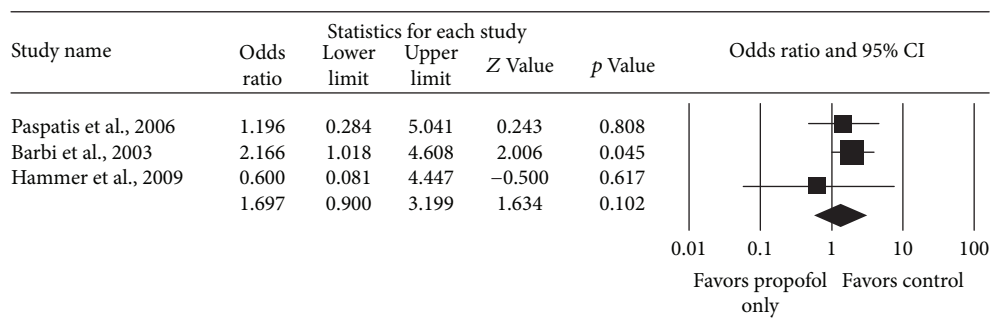 Study name
Statistics for each study
Odds ratio and 95% CI
Odds ratio
Lower limit
Upper limit
Z Value
p Value
Paspatis et al., 2006 1.196 0.284 5.041 0.243 0.808
Barbi et al., 2003 2.166 1.018 4.608 2.006 0.045
Hammer et al., 2009 0.600 0.081 4.447 −0.500 0.617
1.697 0.900 3.199 1.634 0.102
0.01 0.1 1 10 100
Favors propofol only
Favors control